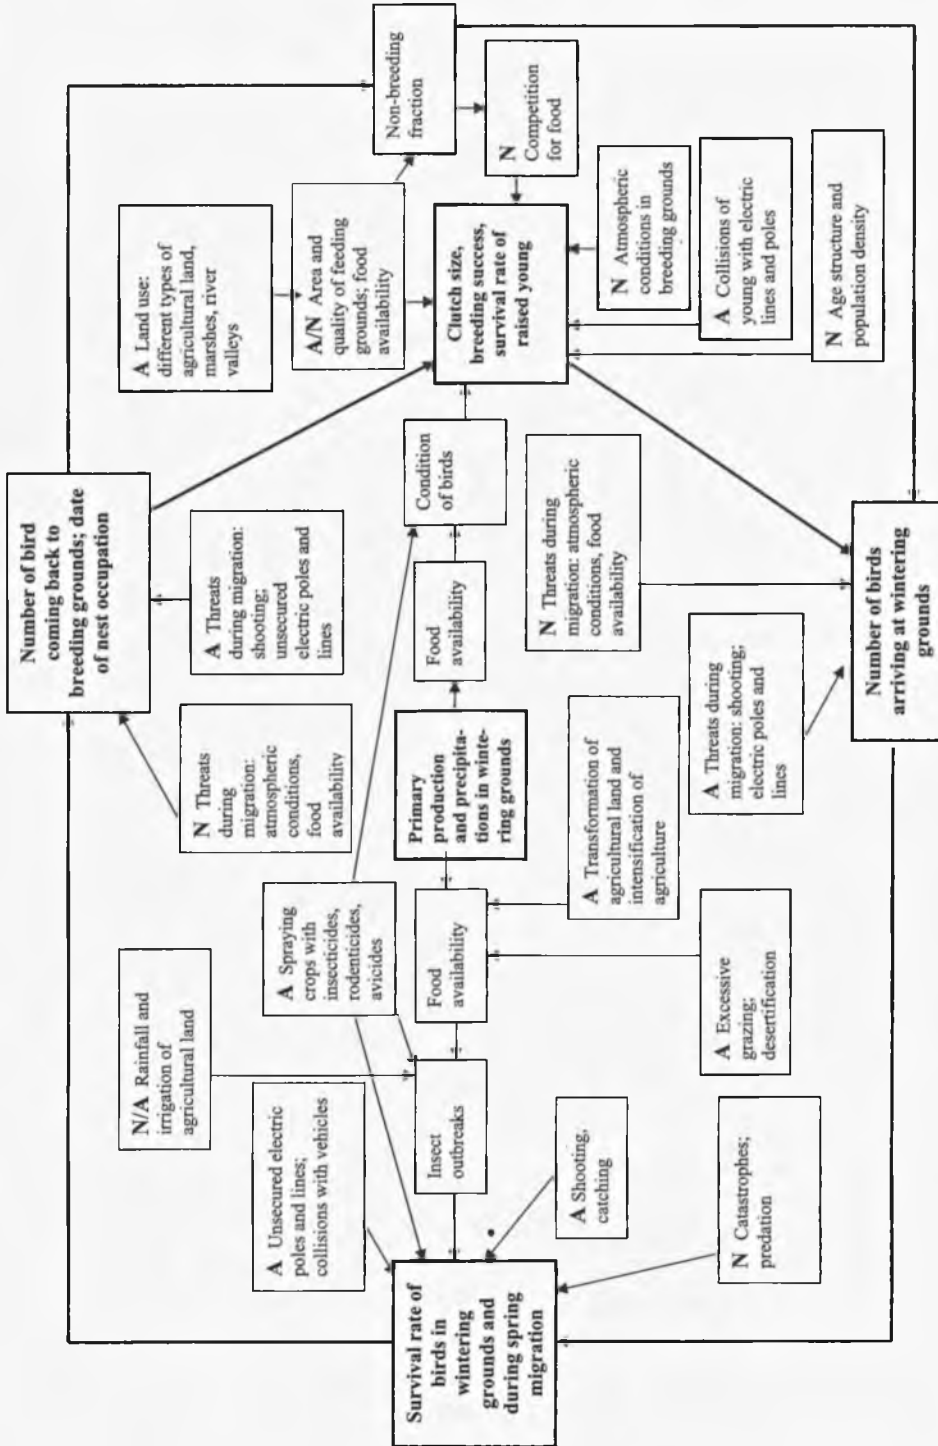 Number of bird
coming back to
breeding grounds; date
of nest occupation
A Land use:
different types of
agricultural land,
marshes, river
valleys
A/N Area and
quality of feeding
grounds; food
availability
Non-breeding
fraction
N
Competition
for food
N Threats
during
migration:
atmospheric
conditions,
food
availability
A Threats
during migration:
shooting;
unsecured
electric poles and
lines
N/A Rainfall and
irrigation of
agricultural land
A Unsecured electric
poles and lines;
collisions with vehicles
A Spraying
crops with
insecticides,
rodenticides,
avicides
Survival rate of
birds in
wintering
grounds and
during spring
migration
Insect
outbreaks
Food
availability
Primary
production
and precipita-
tions in winte-
ring grounds
Food availability
Condition
of birds
Clutch size,
breeding success,
survival rate of
raised young
N Atmospheric
conditions in
breeding grounds
A Collisions of
young with electric
lines and poles
N Age structure and
population density
A Shooting,
catching
N Catastrophes;
predation
A Excessive
grazing;
desertification
A Transformation of
agricultural land and
intensification of
agriculture
N Threats during
migration: atmospheric
conditions, food
availability
A Threats during
migration: shooting;
electric poles and
lines
Number of birds
arriving at wintering
grounds